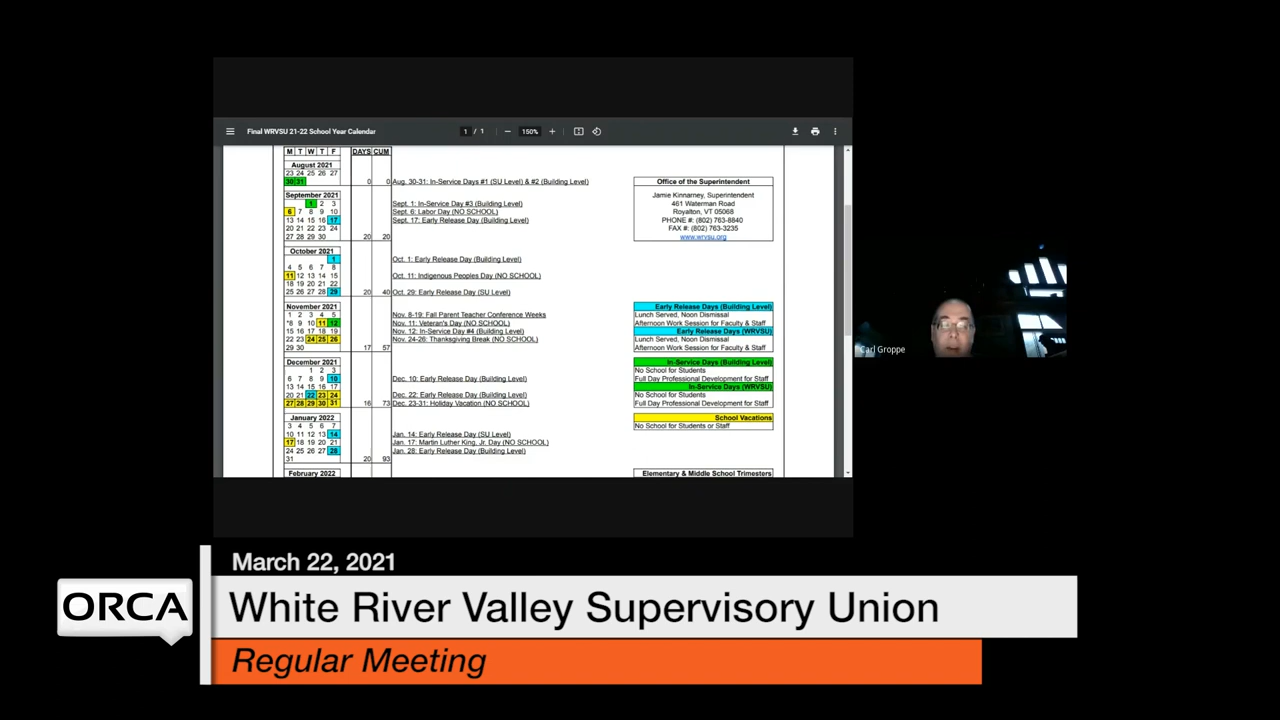 Final WRVSU 21-22 School Year Calendar
1 / 1
150%
M T W T F DAYS CUM
August 2021
23 24 25 26 27
30 31 0 0 Aug. 30-31: In-Service Days #1 (SU Level) & #2 (Building Level)
September 2021
1 2 3 Sept. 1: In-Service Day #3 (Building Level)
6 7 8 9 10 Sept. 6: Labor Day (NO SCHOOL)
13 14 15 16 17 Sept. 17: Early Release Day (Building Level)
20 21 22 23 24
27 28 29 30 20 20
October 2021
1 Oct. 1: Early Release Day (Building Level)
4 5 6 7 8
11 12 13 14 15 Oct. 11: Indigenous Peoples Day (NO SCHOOL)
18 19 20 21 22
25 26 27 28 29 20 40 Oct. 29: Early Release Day (SU Level)
November 2021
1 2 3 4 5 Nov. 8-19: Fall Parent Teacher Conference Weeks
*8 9 10 11 12 Nov. 11: Veteran's Day (NO SCHOOL)
15 16 17 18 19 Nov. 12: In-Service Day #4 (Building Level)
22 23 24 25 26 Nov. 24-26: Thanksgiving Break (NO SCHOOL)
29 30 17 57
December 2021
1 2 3
6 7 8 9 10 Dec. 10: Early Release Day (Building Level)
13 14 15 16 17
20 21 22 23 24 Dec. 22: Early Release Day (Building Level)
27 28 29 30 31 16 73 Dec. 23-31: Holiday Vacation (NO SCHOOL)
January 2022
3 4 5 6 7
10 11 12 13 14 Jan. 14: Early Release Day (SU Level)
17 18 19 20 21 Jan. 17: Martin Luther King, Jr. Day (NO SCHOOL)
24 25 26 27 28 Jan. 28: Early Release Day (Building Level)
31 20 93
February 2022
Office of the Superintendent
Jamie Kinnarney, Superintendent
461 Waterman Road
Royalton, VT 05068
PHONE #: (802) 763-8840
FAX #: (802) 763-3235
www.wrvsu.org
Early Release Days (Building Level)
Lunch Served, Noon Dismissal
Afternoon Work Session for Faculty & Staff
Early Release Days (WRVSU)
Lunch Served, Noon Dismissal
Afternoon Work Session for Faculty & Staff
In-Service Days (Building Level)
No School for Students
Full Day Professional Development for Staff
In-Service Days (WRVSU)
No School for Students
Full Day Professional Development for Staff
School Vacations
No School for Students or Staff
Elementary & Middle School Trimesters
Carl Groppe
March 22, 2021
ORCA
White River Valley Supervisory Union
Regular Meeting